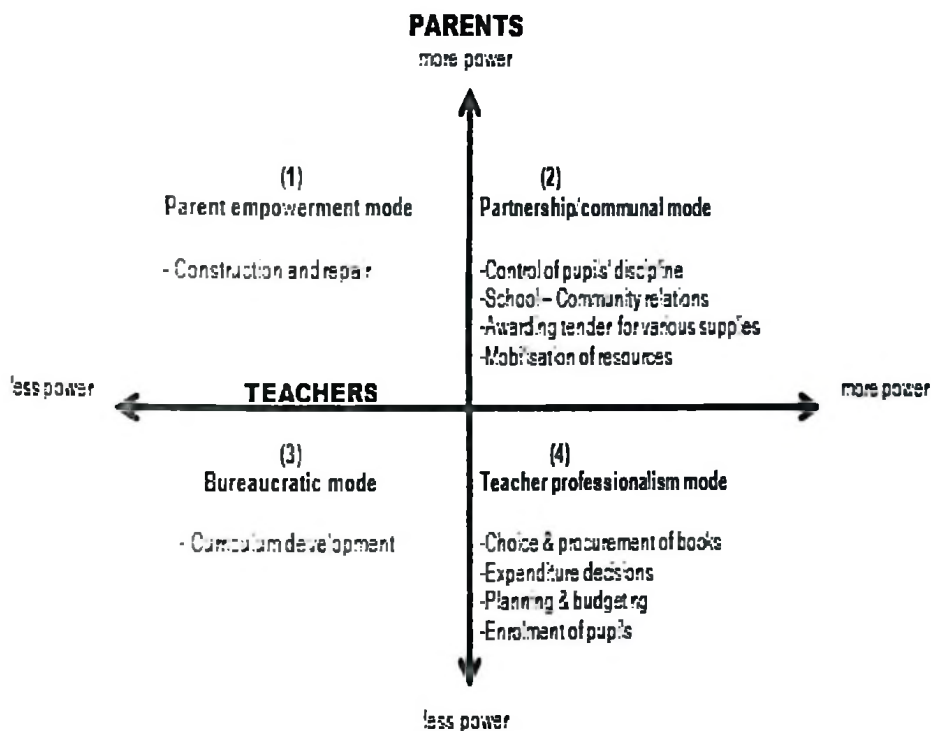 PARENTS
more power
(1)
Parent empowerment mode
- Construction and repair
(2)
Partnership/communal mode
-Control of pupils' discipline
-School – Community relations
-Awarding tender for various supplies
-Mobilisation of resources
less power
TEACHERS
more power
(3)
Bureaucratic mode
- Curriculum development
(4)
Teacher professionalism mode
-Choice & procurement of books
-Expenditure decisions
-Planning & budgeting
-Enrolment of pupils
less power